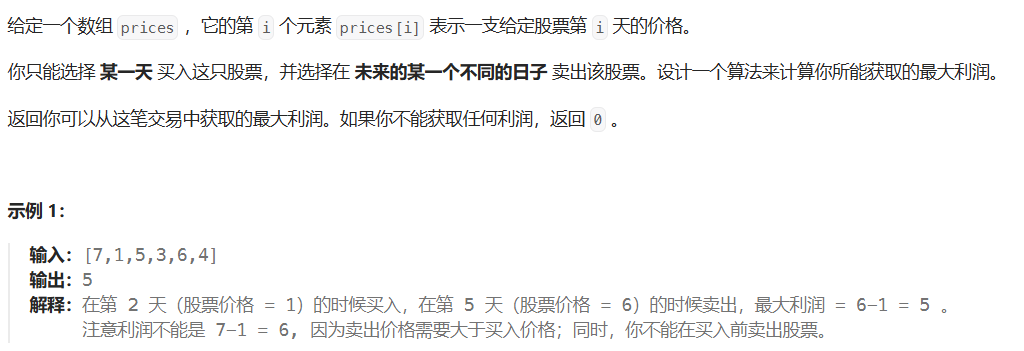 给定一个数组 prices ，它的第 i 个元素 prices[i] 表示一支给定股票第 i 天的价格。
你只能选择 某一天 买入这只股票，并选择在 未来的某一个不同的日子 卖出该股票。设计一个算法来计算你所能获取的最大利润。
返回你可以从这笔交易中获取的最大利润。如果你不能获取任何利润，返回 0 。
示例 1：
输入：[7,1,5,3,6,4]
输出：5
解释：在第 2 天（股票价格 = 1）的时候买入，在第 5 天（股票价格 = 6）的时候卖出，最大利润 = 6-1 = 5 。
注意利润不能是 7-1 = 6, 因为卖出价格需要大于买入价格；同时，你不能在买入前卖出股票。